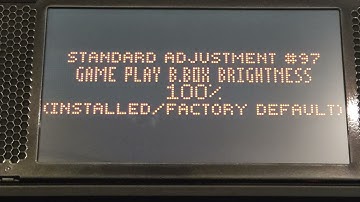 STANDARD ADJUSTMENT #97
GAME PLAY B.BOX BRIGHTNESS
100%
(INSTALLED/FACTORY DEFAULT)